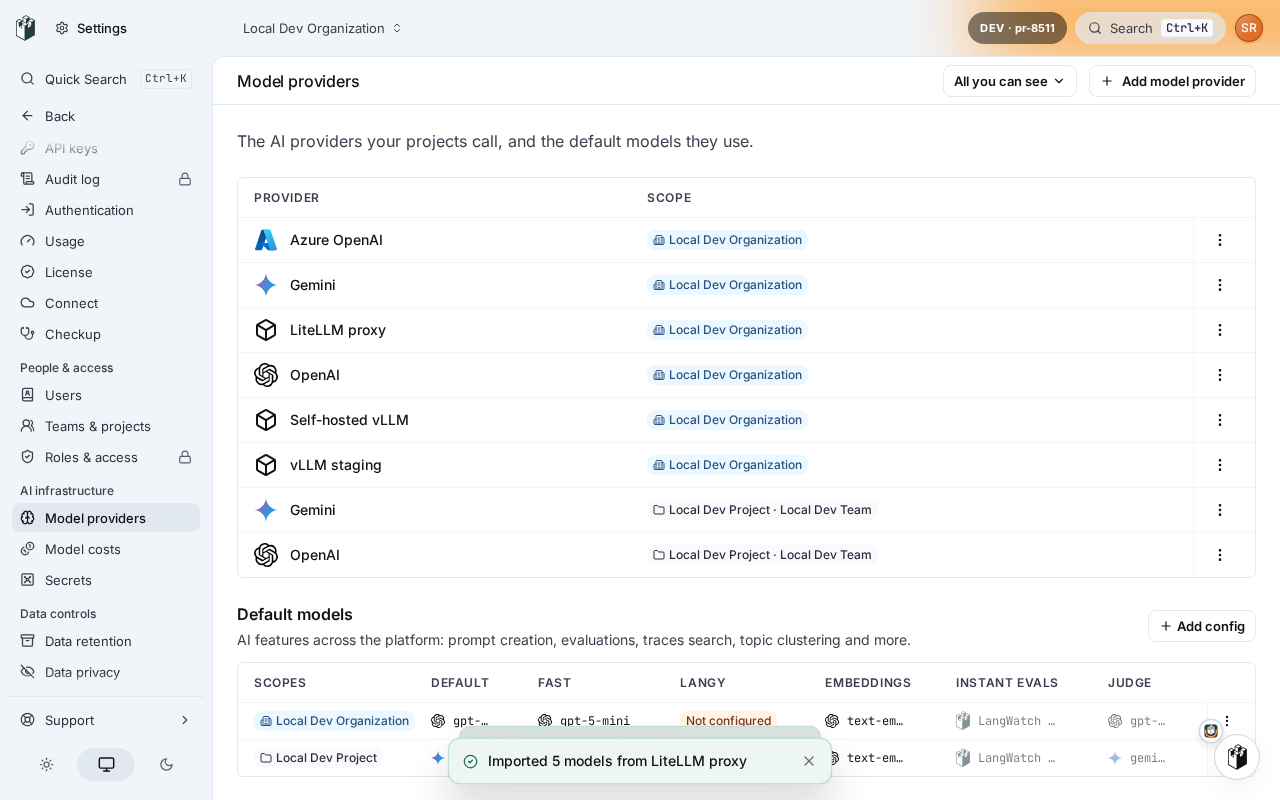 Settings
Local Dev Organization
DEV · pr-8511
Search Ctrl+K
SR
Quick Search Ctrl+K
Back
API keys
Audit log
Authentication
Usage
License
Connect
Checkup
People & access
Users
Teams & projects
Roles & access
AI infrastructure
Model providers
Model costs
Secrets
Data controls
Data retention
Data privacy
Support
Model providers
All you can see
Add model provider
The AI providers your projects call, and the default models they use.
PROVIDER SCOPE
Azure OpenAI Local Dev Organization
Gemini Local Dev Organization
LiteLLM proxy Local Dev Organization
OpenAI Local Dev Organization
Self-hosted vLLM Local Dev Organization
vLLM staging Local Dev Organization
Gemini Local Dev Project · Local Dev Team
OpenAI Local Dev Project · Local Dev Team
Default models
AI features across the platform: prompt creation, evaluations, traces search, topic clustering and more.
Add config
SCOPES DEFAULT FAST LANGY EMBEDDINGS INSTANT EVALS JUDGE
Local Dev Organization gpt-… gpt-5-mini Not configured text-em… LangWatch … gpt-…
Local Dev Project text-em… LangWatch … gemi…
Imported 5 models from LiteLLM proxy